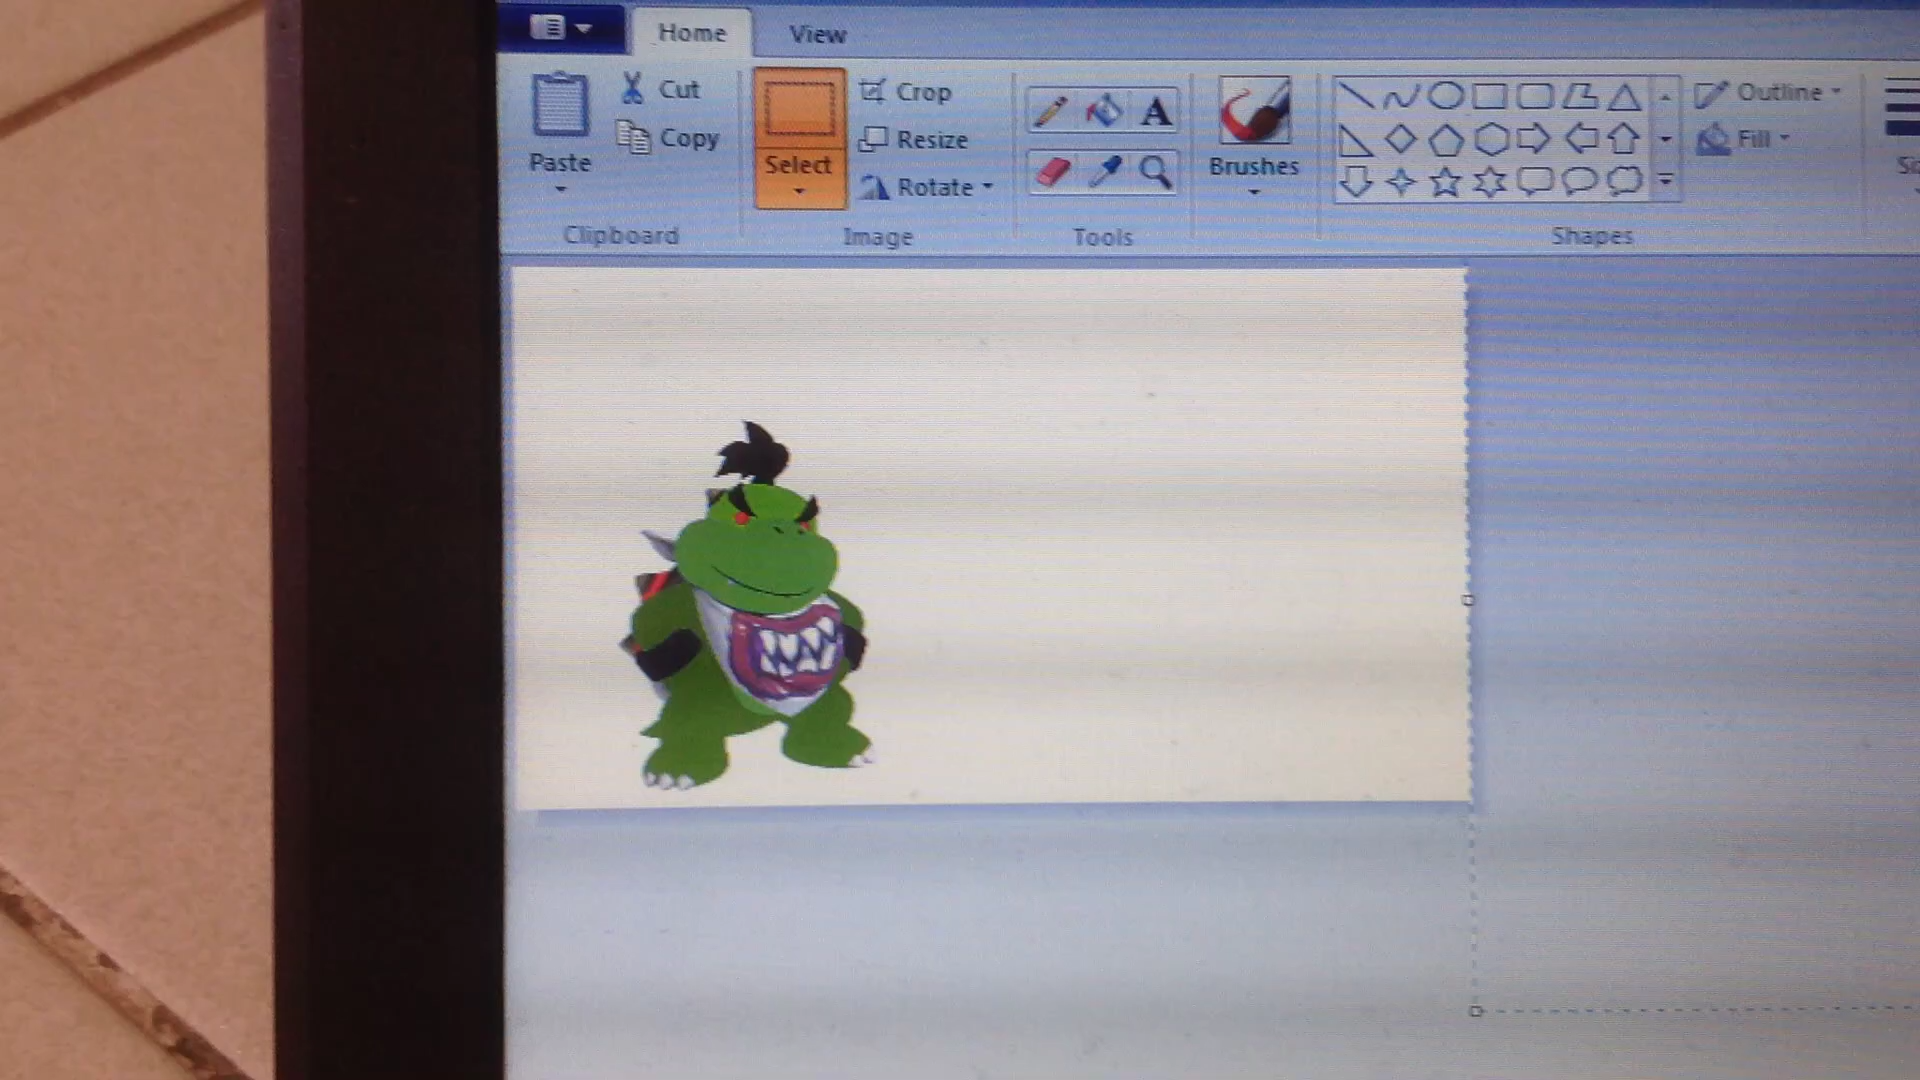 Home View
Paste
Cut
Copy
Clipboard
Select
Crop
Resize
Rotate
Image
A
Tools
Brushes
Shapes
Outline
Fill